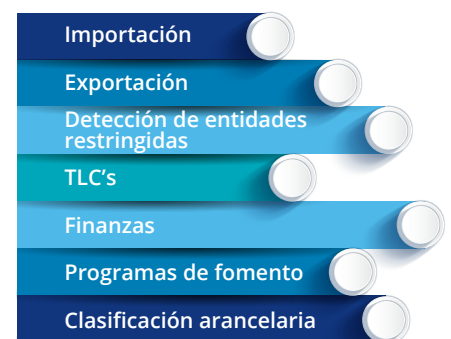 Importación
Exportación
Detección de entidades
restringidas
TLC’s
Finanzas
Programas de fomento
Clasificación arancelaria